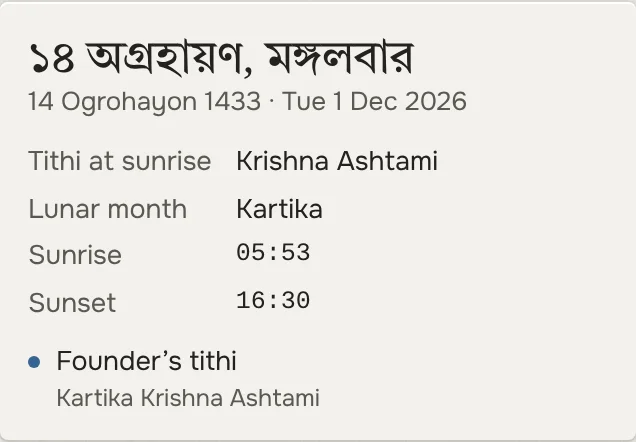 ১৪ অগ্রহায়ণ, মঙ্গলবার
14 Ogrohayon 1433 · Tue 1 Dec 2026
Tithi at sunrise Krishna Ashtami
Lunar month Kartika
Sunrise 05:53
Sunset 16:30
Founder’s tithi
Kartika Krishna Ashtami